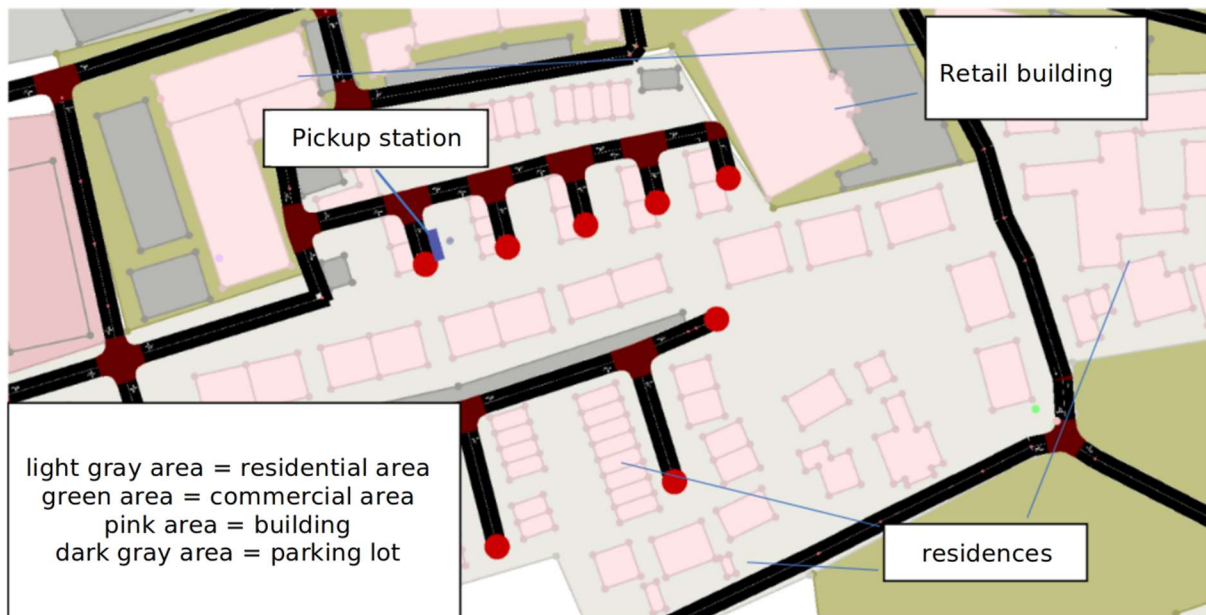 Retail building
Pickup station
light gray area = residential area
green area = commercial area
pink area = building
dark gray area = parking lot
residences